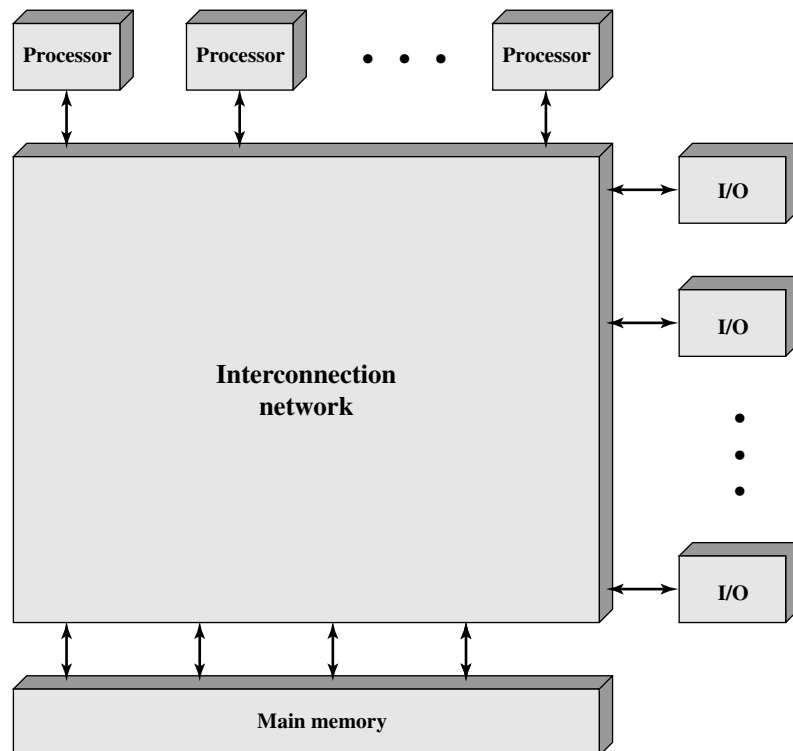 Processor
Processor
Processor
I/O
I/O
Interconnection
network
I/O
Main memory